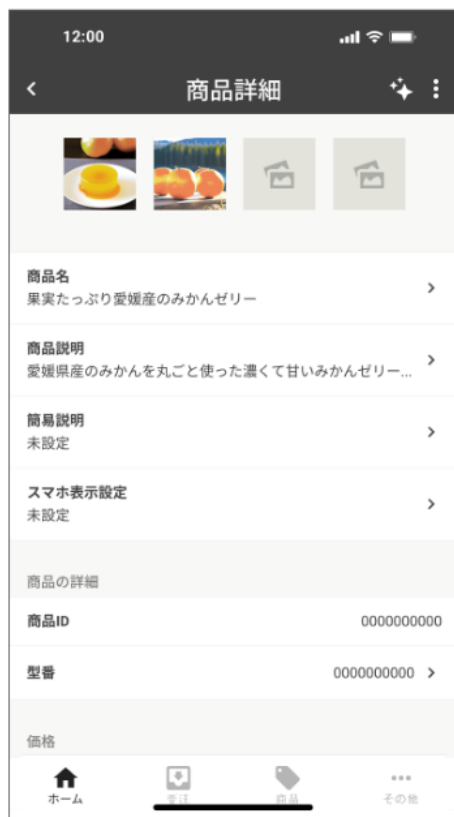 12:00
商品詳細
商品名
果実たっぷり愛媛産のみかんゼリー
商品説明
愛媛県産のみかんを丸ごと使った濃くて甘いみかんゼリー...
簡易説明
未設定
スマホ表示設定
未設定
商品の詳細
商品ID 0000000000
型番 0000000000
価格
ホーム 受注 商品 その他